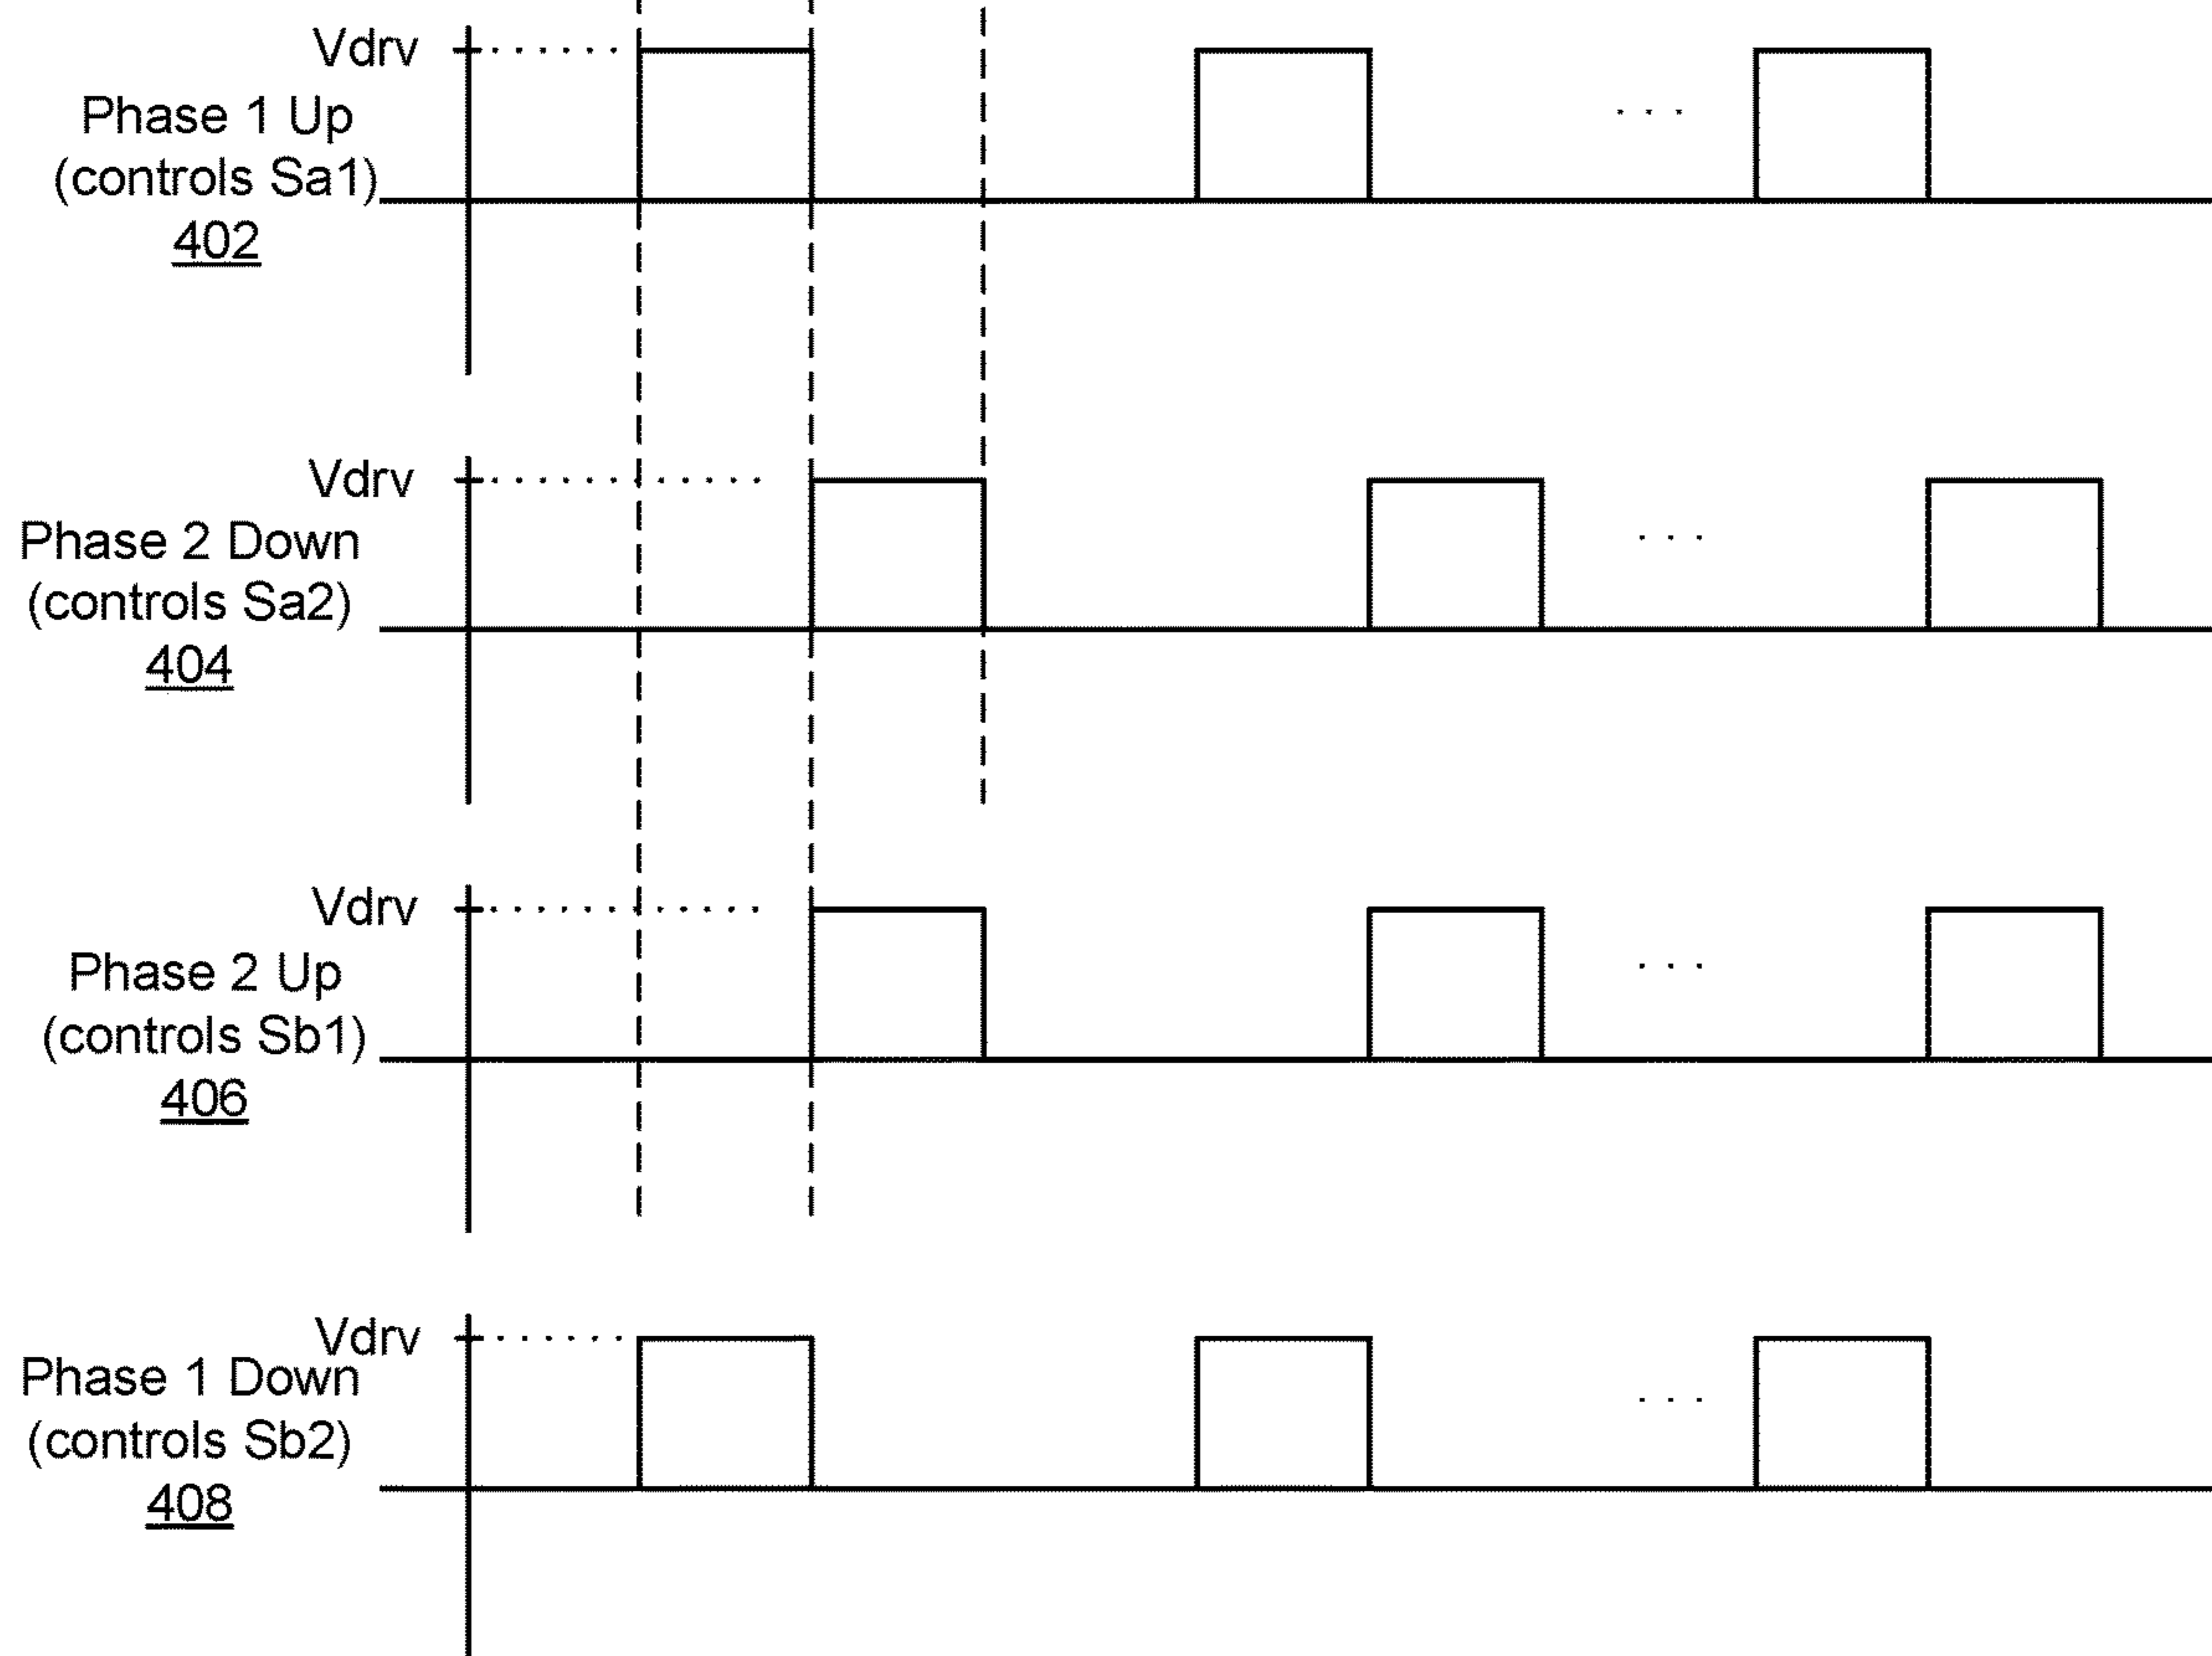 Vdrv
Phase 1 Up
(controls Sa1)
402
. . .
Vdrv
Phase 2 Down
(controls Sa2)
404
. . .
Vdrv
Phase 2 Up
(controls Sb1)
406
. . .
Vdrv
Phase 1 Down
(controls Sb2)
408
. . .